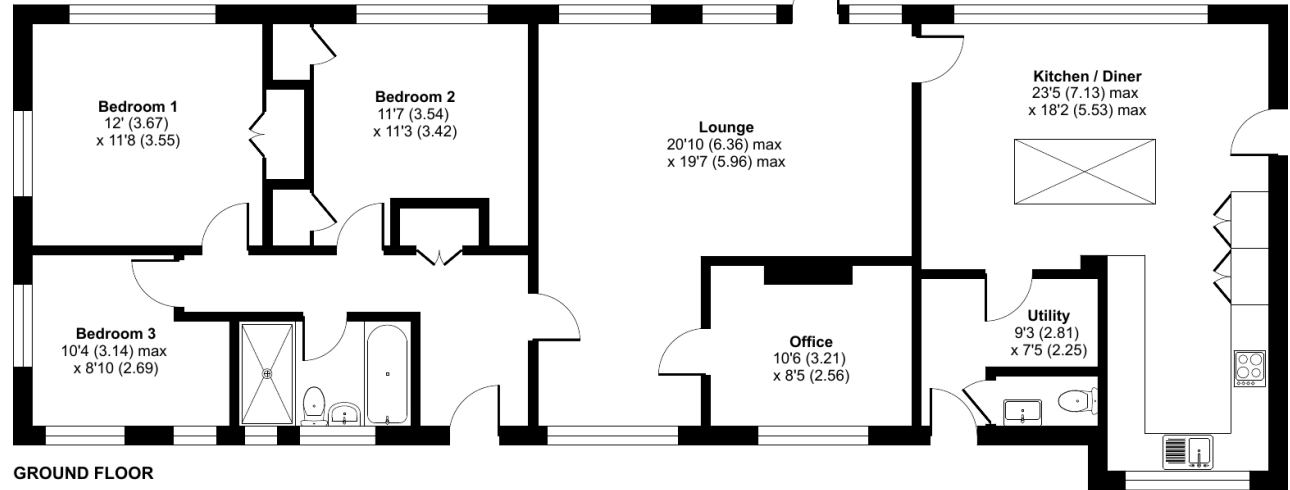 Bedroom 1
12' (3.67)
x 11'8 (3.55)
Bedroom 2
11'7 (3.54)
x 11'3 (3.42)
Lounge
20'10 (6.36) max
x 19'7 (5.96) max
Kitchen / Diner
23'5 (7.13) max
x 18'2 (5.53) max
Bedroom 3
10'4 (3.14) max
x 8'10 (2.69)
Office
10'6 (3.21)
x 8'5 (2.56)
Utility
9'3 (2.81)
x 7'5 (2.25)
GROUND FLOOR